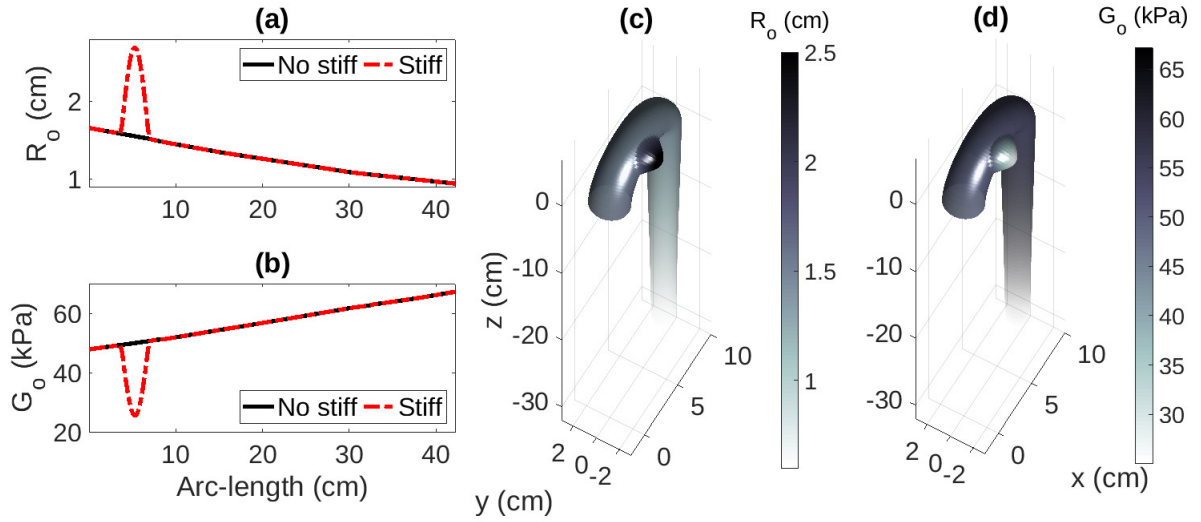 (a)
R_o (cm)
2
1
No stiff
Stiff
10 20 30 40
(b)
G_o (kPa)
60
40
20
No stiff
Stiff
10 20 30 40
Arc-length (cm)
(c)
R_o (cm)
2.5
2
1.5
1
z (cm)
0
-10
-20
-30
10
5
0
2 0 -2
y (cm)
(d)
G_o (kPa)
65
60
55
50
45
40
35
30
0
-10
-20
-30
10
5
0
2 0 -2
x (cm)